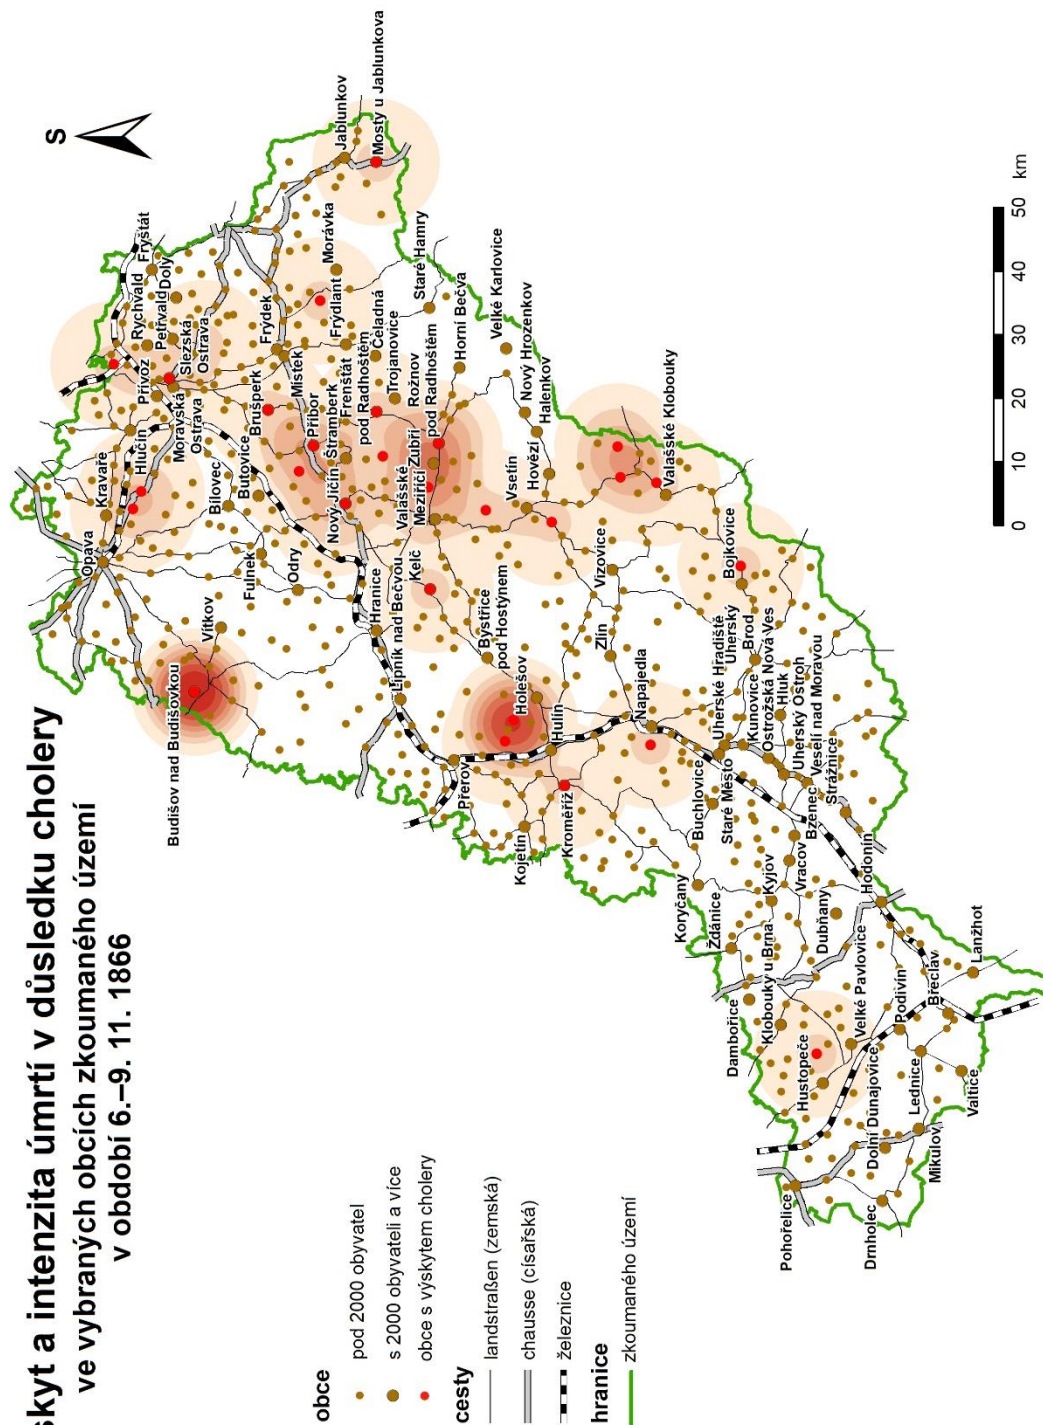 skyt a intenzita úmrtí v důsledku cholery
ve vybraných obcích zkoumaného území
v období 6.–9. 11. 1866
S
Opava
Kravaře
Hlučín
Přívoz
Moravská
Ostrava
Rychvald
Petřvald
Doly
Fryštát
Slezská
Ostrava
Budišov nad Budišovkou
Vítkov
Fulnek
Bílovec
Butovice
Odry
Brušperk
Místek
Frýdek
Příbor
Štramberk
Nový Jičín
Frenštát
pod Radhoštěm
Frýdlant
Morávka
Čeladná
Trojanovice
Jablunkov
Mosty u Jablunkova
Staré Hamry
Hranice
Lipník nad Bečvou
Kelč
Valašské
Meziříčí
Zubří
Rožnov
pod Radhoštěm
Horní Bečva
Velké Karlovice
Nový Hrozenkov
Halenkov
Hovězí
Vsetín
Bystřice
pod Hostýnem
Holešov
Přerov
Hulín
Kojetín
Kroměříž
Zlín
Vizovice
Napajedla
Valašské Klobouky
Bojkovice
Uherský
Brod
Uherské Hradiště
Kunovice
Ostrožská Nová Ves
Hluk
Uherský Ostroh
Veselí nad Moravou
Buchlovice
Staré Město
Bzenec
Strážnice
Koryčany
Ždánice
Kyjov
Vracov
Dubňany
Hodonín
Dambořice
Klobouky u Brna
Hustopeče
Velké Pavlovice
Podivín
Břeclav
Lanžhot
Dolní Dunajovice
Lednice
Valtice
Mikulov
Pohořelice
Drnholec
obce
pod 2000 obyvatel
s 2000 obyvateli a více
obce s výskytem cholery
cesty
landstraßen (zemská)
chausse (císařská)
železnice
hranice
zkoumaného území
0 10 20 30 40 50 km